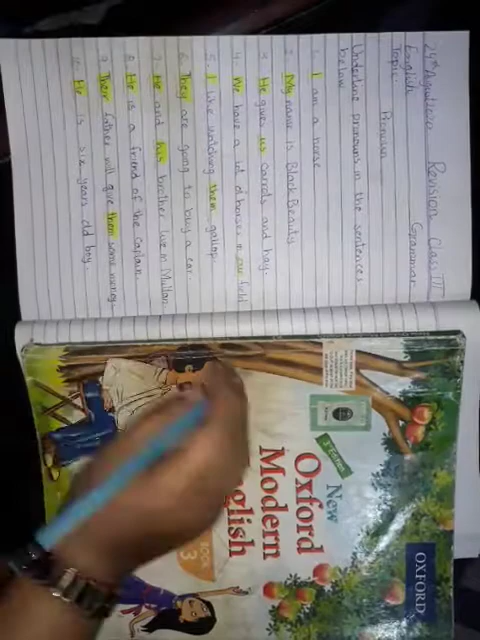 Revision Class III
English Grammar
Topic:
Pronoun
Underline pronouns in the sentences
below
1. I am a horse
2. My name is Black Beauty
3. He give us carrots and hay.
4. We have a lot of horses in our field
5. I like watching them gallop.
6. They are going to buy a car.
7. He and his brother live in Multan
8. He is a friend of the Captain.
9. Their father will give them some money
10. He is six years old boy.
OXFORD
New
Oxford
Modern
glish
3